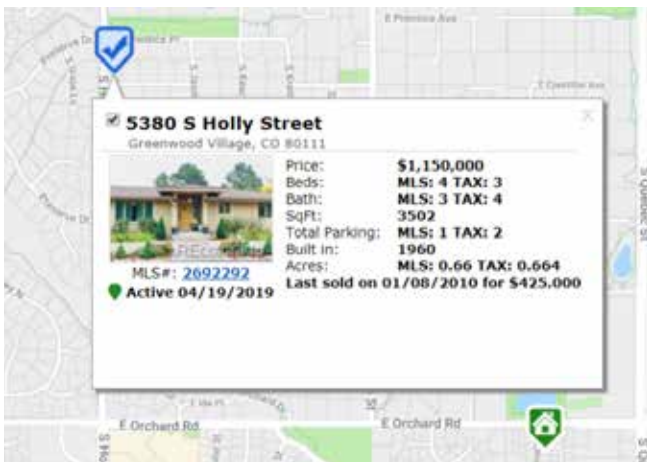 E Prentice Ave
5380 S Holly Street
Greenwood Village, CO 80111
Price: $1,150,000
Beds: MLS: 4 TAX: 3
Bath: MLS: 3 TAX: 4
SqFt: 3502
Total Parking: MLS: 1 TAX: 2
Built in: 1960
Acres: MLS: 0.66 TAX: 0.664
Last sold on 01/08/2010 for $425,000
REcolorado
MLS#: 2692292
Active 04/19/2019
S Quebec St
E Orchard Rd
E Orchard Rd